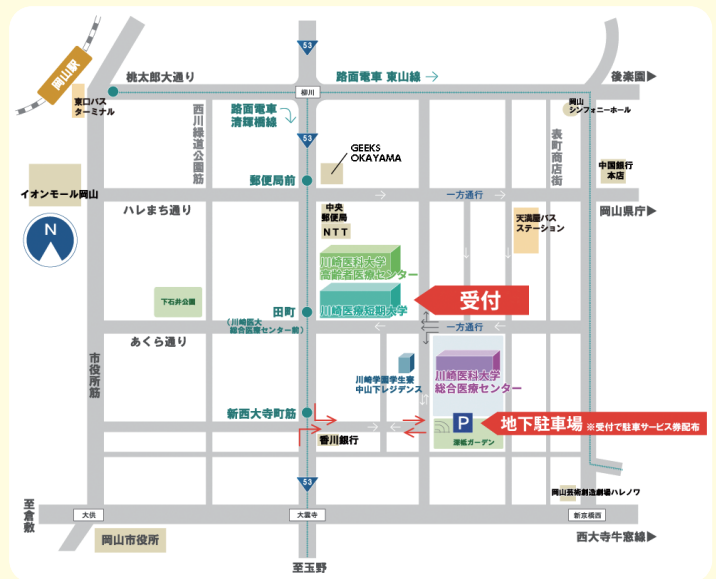 53
岡山駅
桃太郎大通り
路面電車 東山線 →
後楽園▶
東口バス
ターミナル
柳川
岡山
シンフォニーホール
西川緑道公園筋
路面電車
清輝橋線
53
表町商店街
GEEKS
OKAYAMA
中国銀行
本店
郵便局前
イオンモール岡山
一方通行
ハレまち通り
中央
郵便局
NTT
天満屋バス
ステーション
岡山県庁▶
N
川崎医科大学
高齢者医療センター
下石井公園
川崎医療短期大学
受付
田町
(川崎医大
総合医療センター前)
一方通行
あくら通り
市役所筋
川崎学園学生寮
中山下レジデンス
川崎医科大学
総合医療センター
新西大寺町筋
P
地下駐車場 ※受付で駐車サービス券配布
香川銀行
深柢ガーデン
53
岡山芸術創造劇場ハレノワ
至倉敷
大供
大雲寺
新京橋西
岡山市役所
西大寺牛窓線▶
至玉野